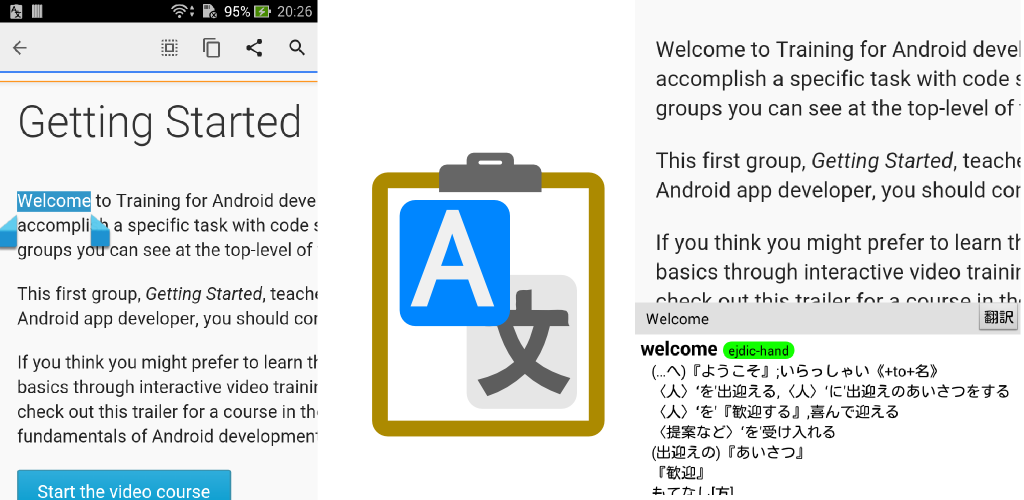 95% 20:26
Getting Started
Welcome to Training for Android deve
accomplish a specific task with code s
groups you can see at the top-level of
This first group, Getting Started, teache
Android app developer, you should cor
If you think you might prefer to learn th
basics through interactive video trainin
check out this trailer for a course in the
fundamentals of Android development
Start the video course
A
文
Welcome to Training for Android devel
accomplish a specific task with code s
groups you can see at the top-level of
This first group, Getting Started, teache
Android app developer, you should con
If you think you might prefer to learn th
basics through interactive video trainin
check out this trailer for a course in the
Welcome 翻訳
welcome ejdic-hand
(…へ)『ようこそ』;いらっしゃい《+to+名》
〈人〉‘を'出迎える,〈人〉‘に'出迎えのあいさつをする
〈人〉‘を'『歓迎する』,喜んで迎える
〈提案など〉‘を'受け入れる
(出迎えの)『あいさつ』
『歓迎』
もてなし[方]